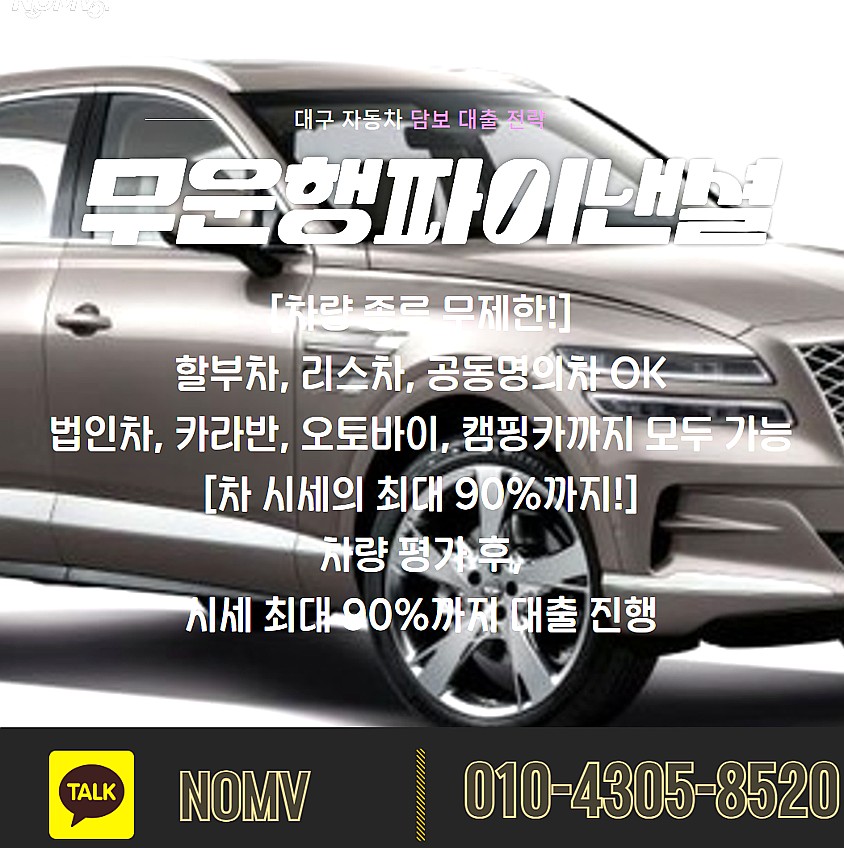 NOMV
대구 자동차 담보 대출 전략
무운행파이낸셜
[차량 종류 무제한!]
할부차, 리스차, 공동명의차 OK
법인차, 카라반, 오토바이, 캠핑카까지 모두 가능
[차 시세의 최대 90%까지!]
차량 평가 후,
시세 최대 90%까지 대출 진행
TALK NOMV 010-4305-8520